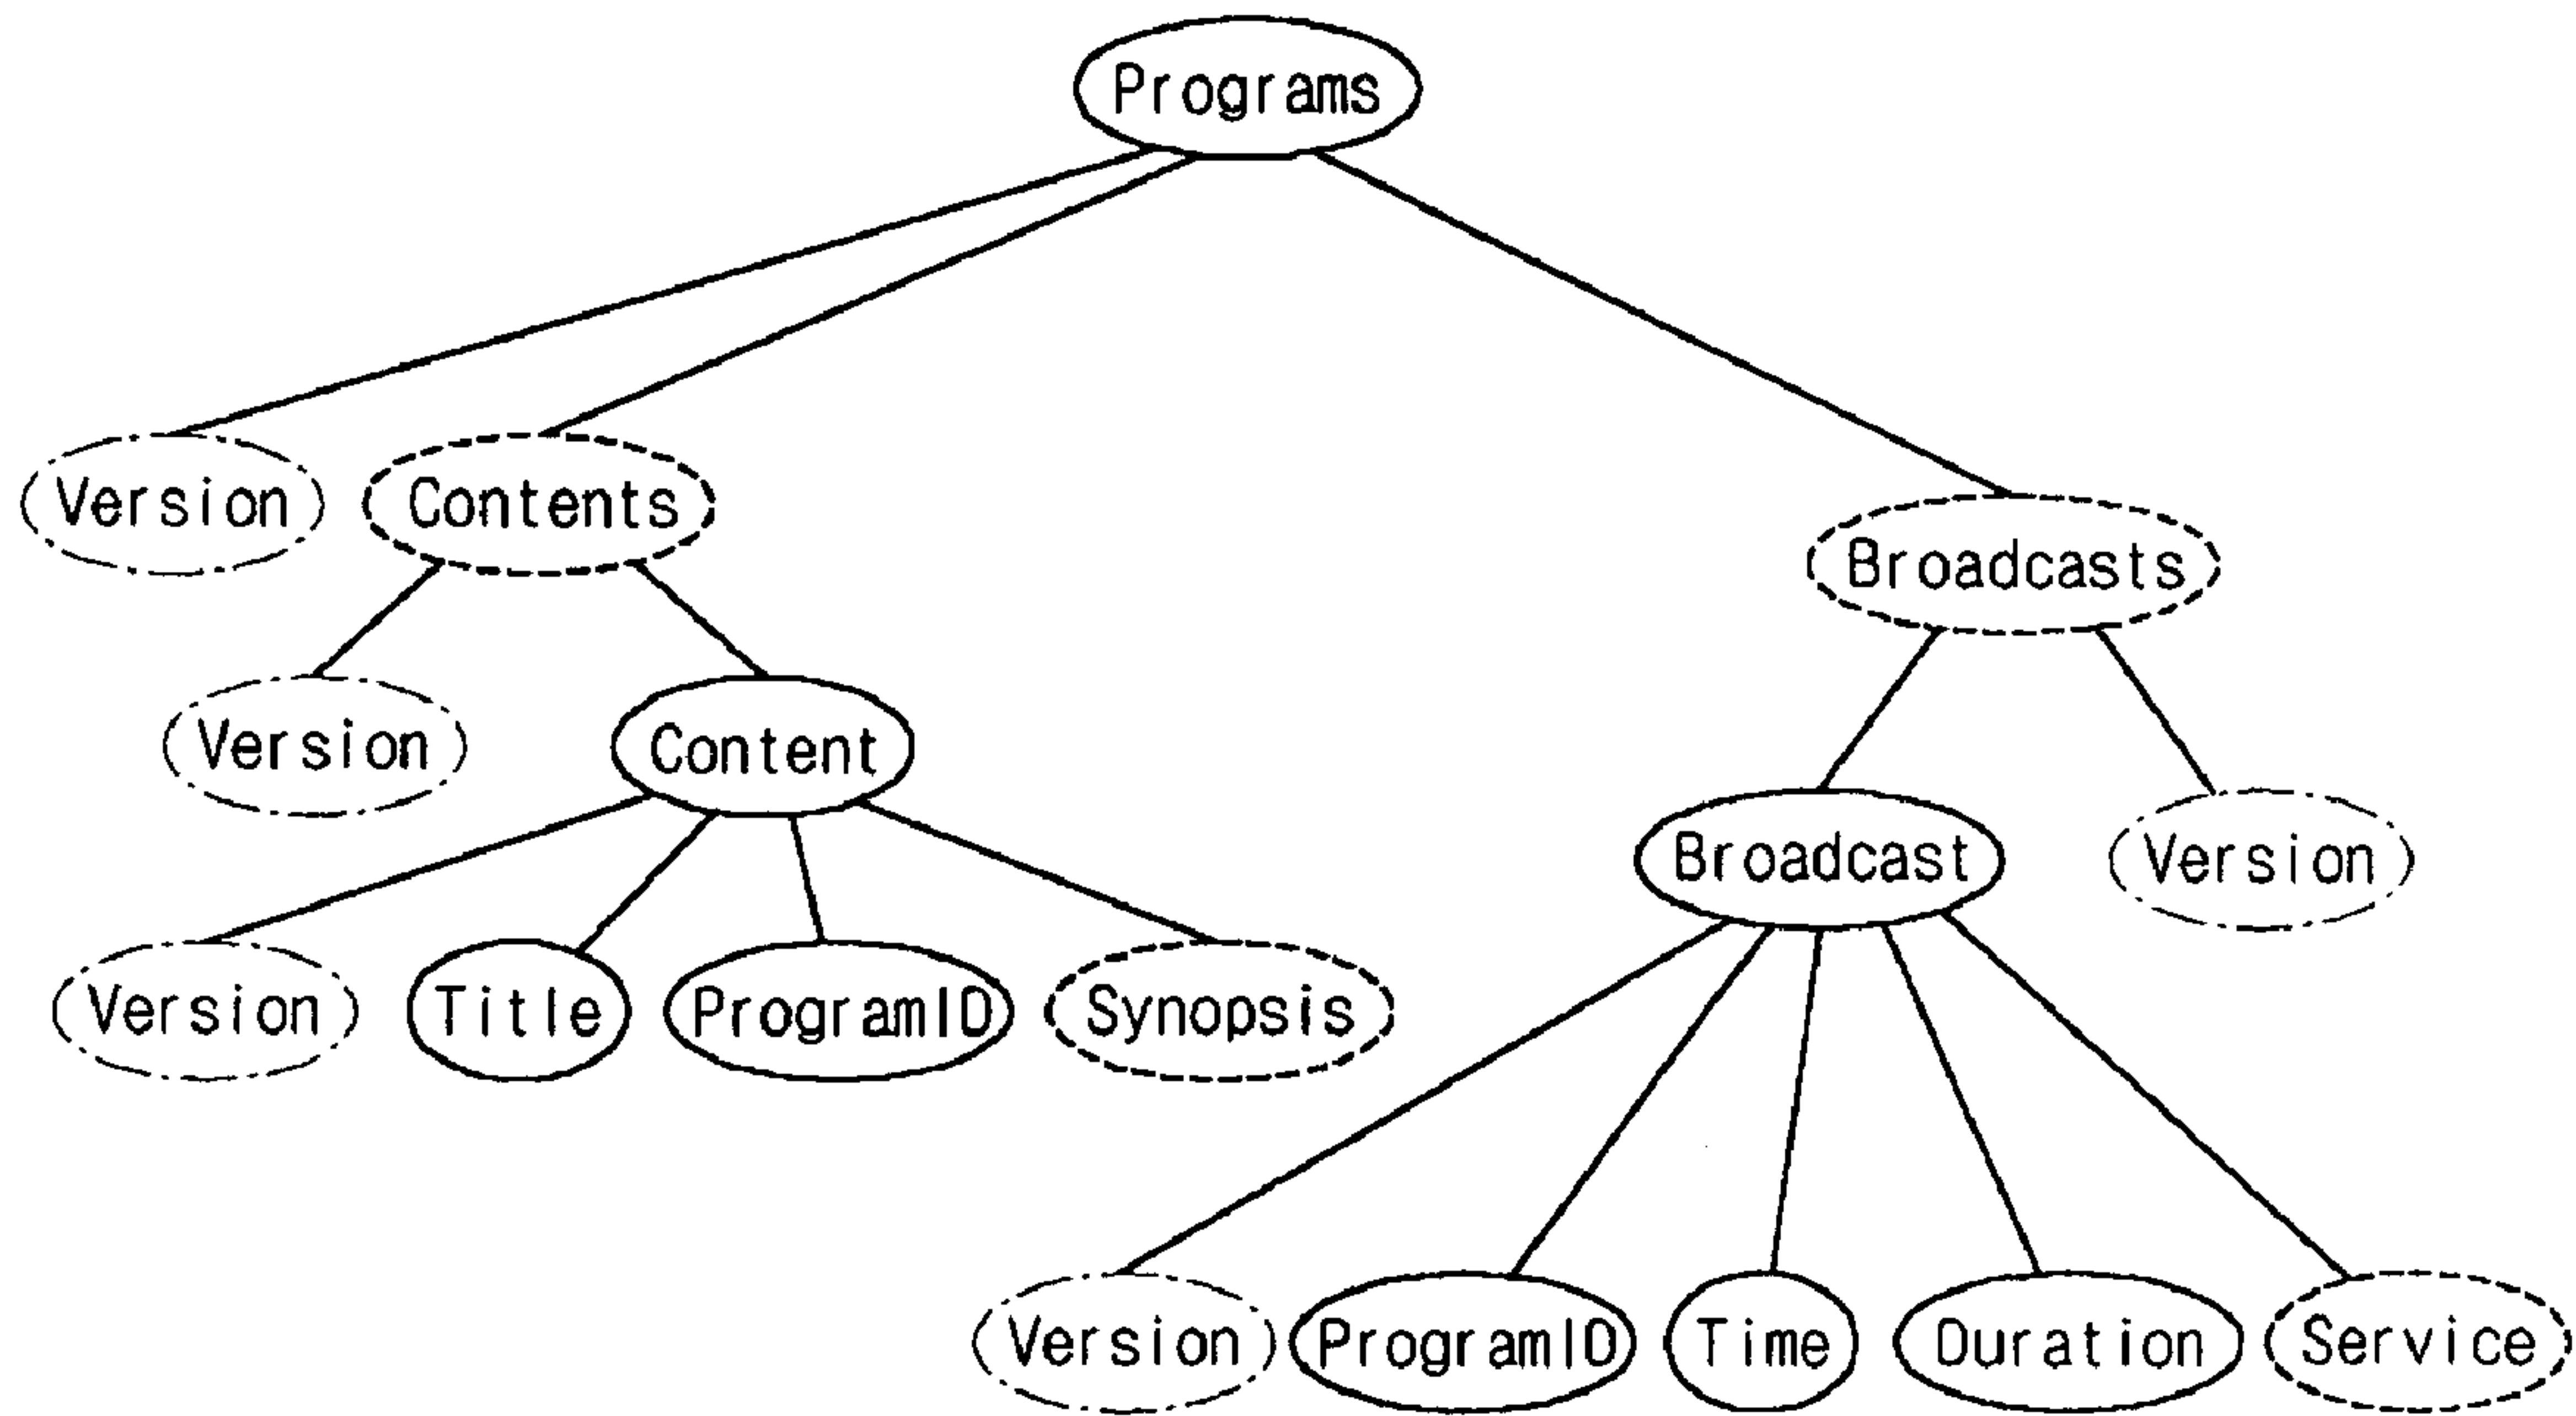 Programs
Version
Contents
Broadcasts
Version
Content
Broadcast
Version
Version
Title
ProgramID
Synopsis
Version
ProgramID
Time
Duration
Service